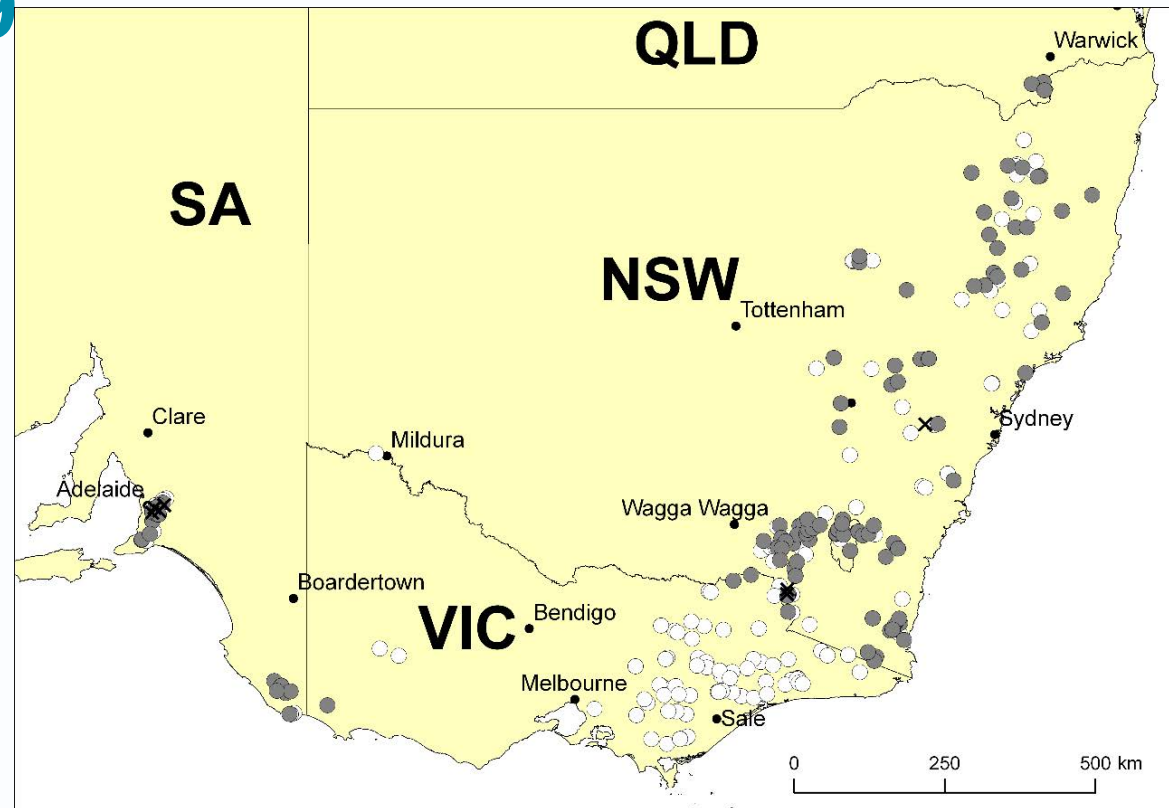 QLD
Warwick
SA
NSW
Tottenham
Clare
Mildura
Sydney
Adelaide
Wagga Wagga
Boardertown
VIC
Bendigo
Melbourne
Sale
0 250 500 km